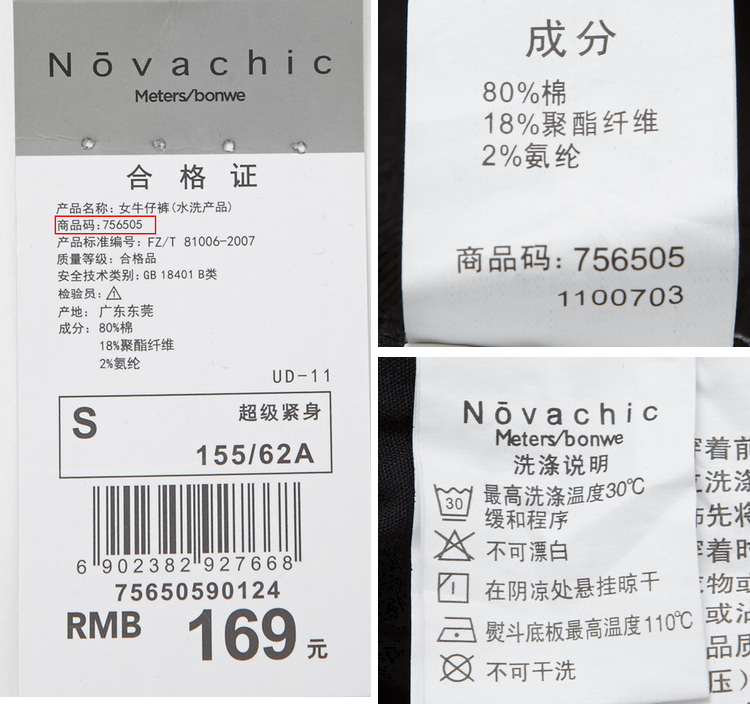 Nōvachic
Meters/bonwe
合格证
产品名称: 女牛仔裤(水洗产品)
商品码: 756505
产品标准编号: FZ/T 81006-2007
质量等级: 合格品
安全技术类别: GB 18401 B类
检验员: 1
产地: 广东东莞
成分: 80%棉
18%聚酯纤维
2%氨纶
UD-11
S
超级紧身
155/62A
6 902382 927668
75650590124
RMB 169 元
成分
80%棉
18%聚酯纤维
2%氨纶
商品码: 756505
1100703
Nōvachic
Meters/bonwe
洗涤说明
30
最高洗涤温度30℃
缓和程序
不可漂白
在阴凉处悬挂晾干
熨斗底板最高温度110℃
不可干洗
穿着前
洗涤
先将
穿着时
衣物或
或沾
品质
压)